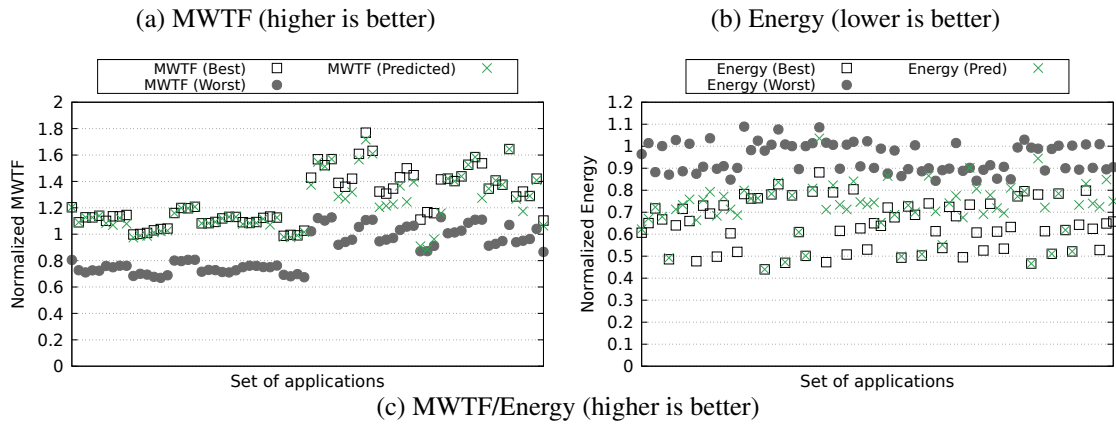 (a) MWTF (higher is better)
MWTF (Best)
MWTF (Predicted)
MWTF (Worst)
Normalized MWTF
2
1.8
1.6
1.4
1.2
1
0.8
0.6
0.4
0.2
0
Set of applications
(b) Energy (lower is better)
Energy (Best)
Energy (Pred)
Energy (Worst)
Normalized Energy
1.2
1.1
1
0.9
0.8
0.7
0.6
0.5
0.4
0.3
0.2
0.1
0
Set of applications
(c) MWTF/Energy (higher is better)